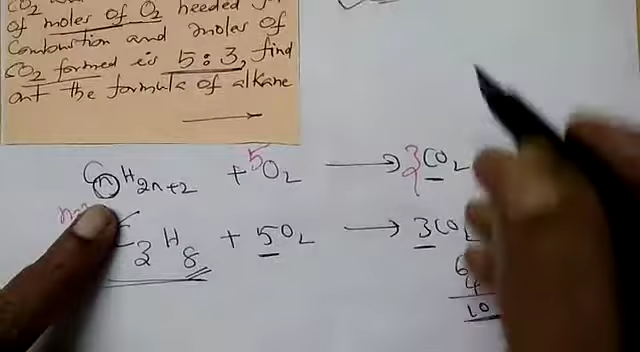 CO₂
of moles of O₂ needed
Combustion and moles of
CO₂ formed is 5:3, find
out the formula of alkane
CnH2n+2 + 5O₂ → 3CO₂
C3H8 + 5O₂ → 3CO₂
6
4
10